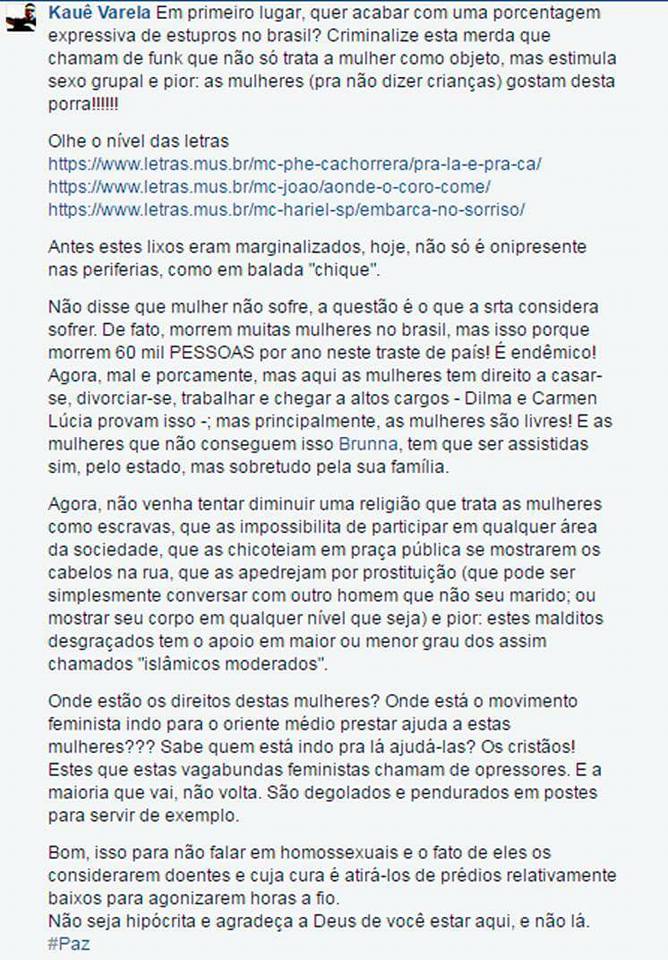 Kauê Varela Em primeiro lugar, quer acabar com uma porcentagem
expressiva de estupros no brasil? Criminalize esta merda que
chamam de funk que não só trata a mulher como objeto, mas estimula
sexo grupal e pior: as mulheres (pra não dizer crianças) gostam desta
porra!!!!!!
Olhe o nível das letras
https://www.letras.mus.br/mc-phe-cachorrera/pra-la-e-pra-ca/
https://www.letras.mus.br/mc-joao/aonde-o-coro-come/
https://www.letras.mus.br/mc-hariel-sp/embarca-no-sorriso/
Antes estes lixos eram marginalizados, hoje, não só é onipresente
nas periferias, como em balada "chique".
Não disse que mulher não sofre, a questão é o que a srta considera
sofrer. De fato, morrem muitas mulheres no brasil, mas isso porque
morrem 60 mil PESSOAS por ano neste traste de país! É endêmico!
Agora, mal e porcamente, mas aqui as mulheres tem direito a casar-
se, divorciar-se, trabalhar e chegar a altos cargos - Dilma e Carmen
Lúcia provam isso -; mas principalmente, as mulheres são livres! E as
mulheres que não conseguem isso Brunna, tem que ser assistidas
sim, pelo estado, mas sobretudo pela sua família.
Agora, não venha tentar diminuir uma religião que trata as mulheres
como escravas, que as impossibilita de participar em qualquer área
da sociedade, que as chicoteiam em praça pública se mostrarem os
cabelos na rua, que as apedrejam por prostituição (que pode ser
simplesmente conversar com outro homem que não seu marido; ou
mostrar seu corpo em qualquer nível que seja) e pior: estes malditos
desgraçados tem o apoio em maior ou menor grau dos assim
chamados "islâmicos moderados".
Onde estão os direitos destas mulheres? Onde está o movimento
feminista indo para o oriente médio prestar ajuda a estas
mulheres??? Sabe quem está indo pra lá ajudá-las? Os cristãos!
Estes que estas vagabundas feministas chamam de opressores. E a
maioria que vai, não volta. São degolados e pendurados em postes
para servir de exemplo.
Bom, isso para não falar em homossexuais e o fato de eles os
considerarem doentes e cuja cura é atirá-los de prédios relativamente
baixos para agonizarem horas a fio.
Não seja hipócrita e agradeça a Deus de você estar aqui, e não lá.
#Paz